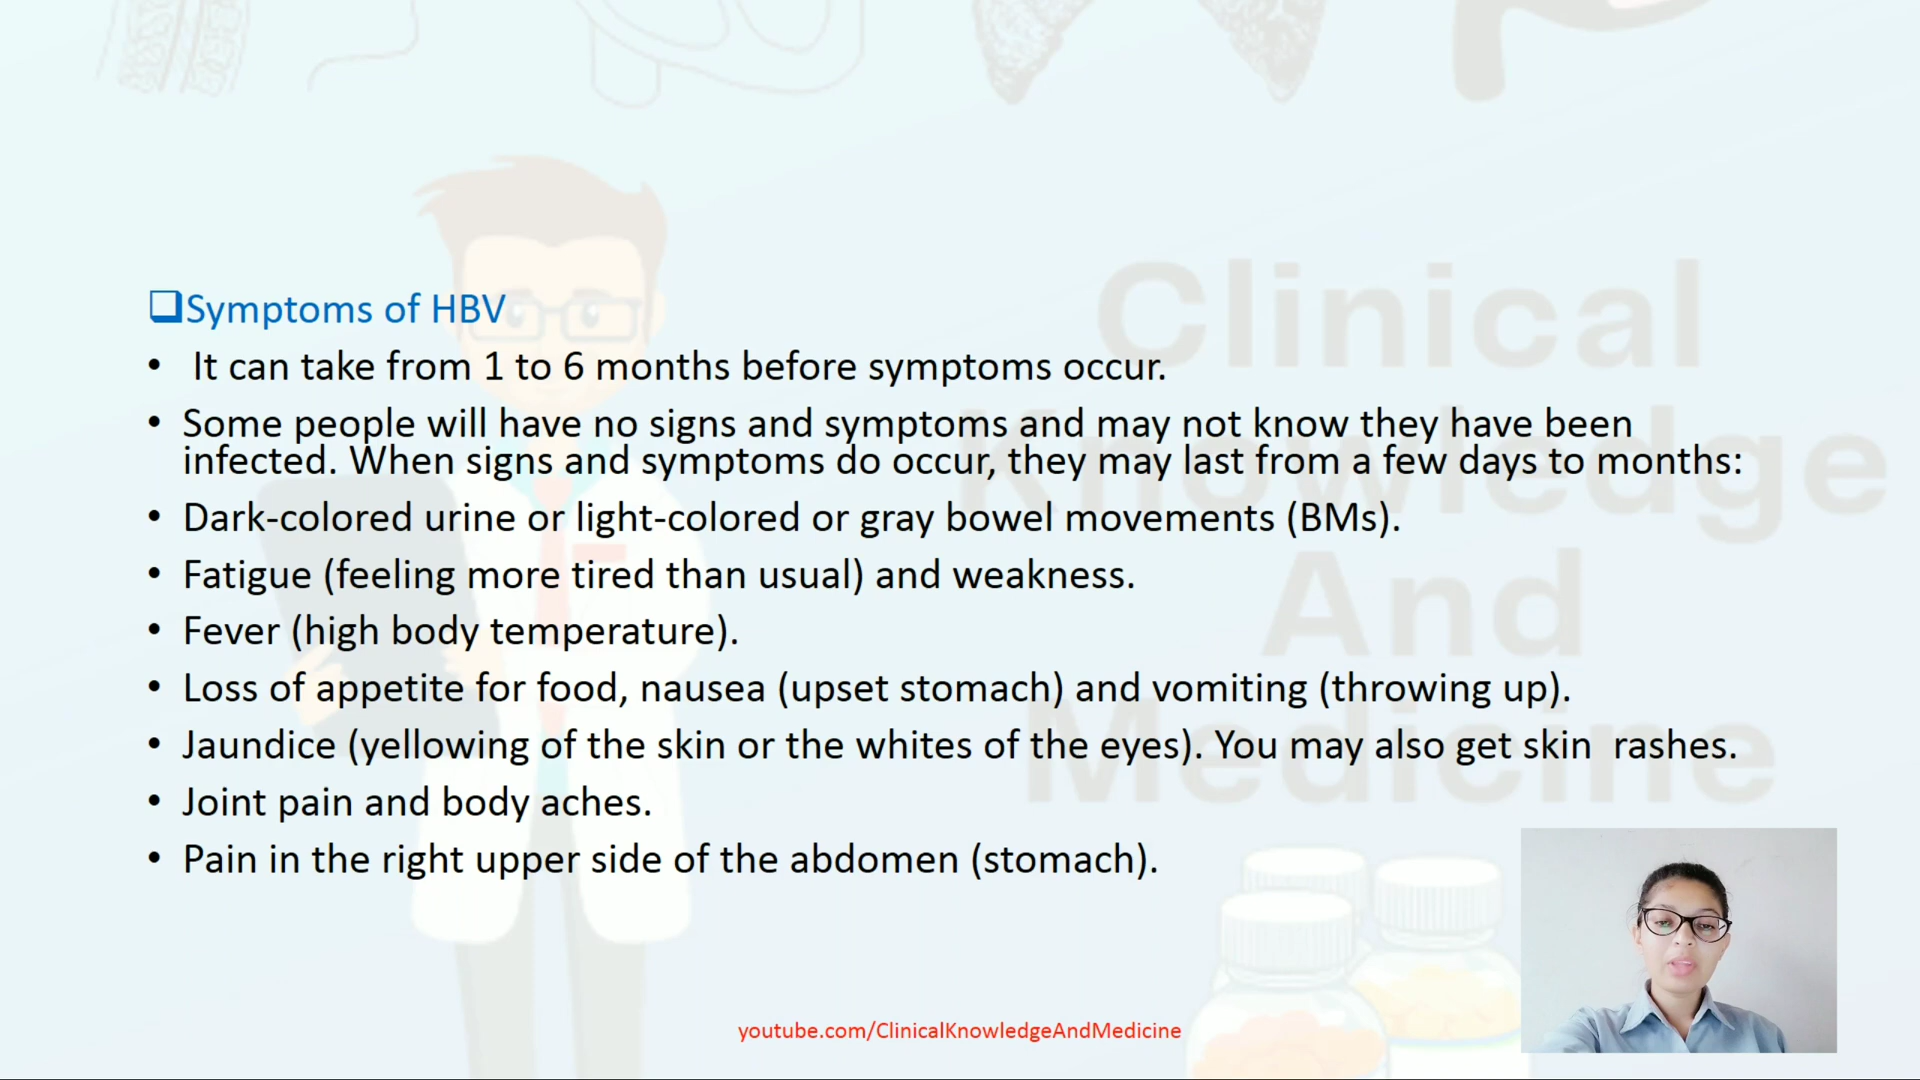 ❑Symptoms of HBV
• It can take from 1 to 6 months before symptoms occur.
• Some people will have no signs and symptoms and may not know they have been
infected. When signs and symptoms do occur, they may last from a few days to months:
• Dark-colored urine or light-colored or gray bowel movements (BMs).
• Fatigue (feeling more tired than usual) and weakness.
• Fever (high body temperature).
• Loss of appetite for food, nausea (upset stomach) and vomiting (throwing up).
• Jaundice (yellowing of the skin or the whites of the eyes). You may also get skin  rashes.
• Joint pain and body aches.
• Pain in the right upper side of the abdomen (stomach).
Clinical
Knowledge
And
Medicine
youtube.com/ClinicalKnowledgeAndMedicine